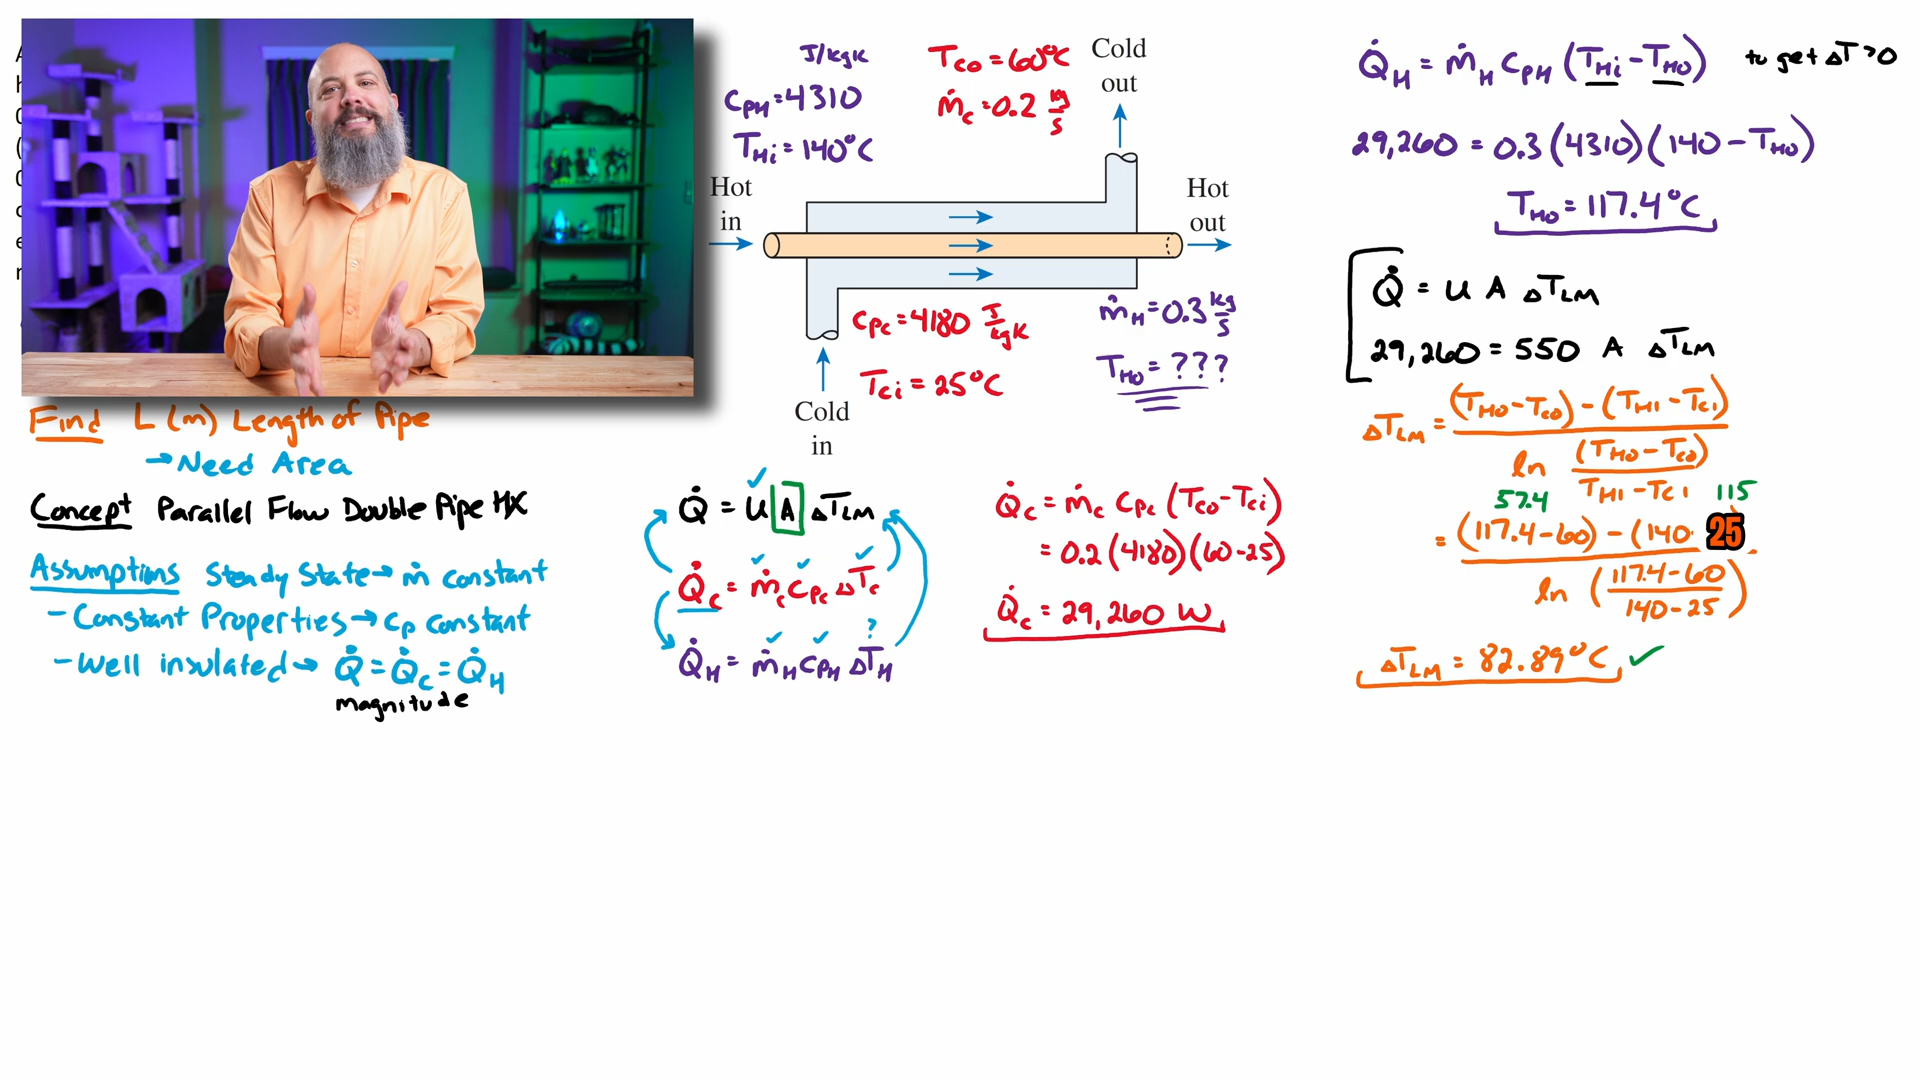 Find L (m) Length of Pipe
→ Need Area
Concept Parallel Flow Double Pipe HX
Assumptions Steady State → ṁ constant
- Constant Properties → cp constant
- Well insulated → Q̇ = Q̇c = Q̇H
magnitude
J/kgK
CPH = 4310
THi = 140°C
Tco = 60°C
ṁc = 0.2 kg/s
Cold
out
Hot
in
Hot
out
Cpc = 4180 J/kgK
Tci = 25°C
ṁH = 0.3 kg/s
THO = ???
Cold
in
✓
Q̇ = U A ΔTLM
✓ ✓ ✓
Q̇c = ṁc Cpc ΔTc
✓ ✓ ?
Q̇H = ṁH CPH ΔTH
Q̇c = ṁc Cpc (Tco - Tci)
= 0.2 (4180)(60-25)
Q̇c = 29,260 W
Q̇H = ṁH CPH (THi - THO) to get ΔT > 0
29,260 = 0.3 (4310)(140 - THO)
THO = 117.4°C
Q̇ = U A ΔTLM
29,260 = 550 A ΔTLM
ΔTLM = (THO - Tco) - (THI - TCI)
ln (THO - Tco)
THI - TCI
57.4 115
= (117.4-60) - (140- 25
ln (117.4-60
140-25)
ΔTLM = 82.89°C ✓